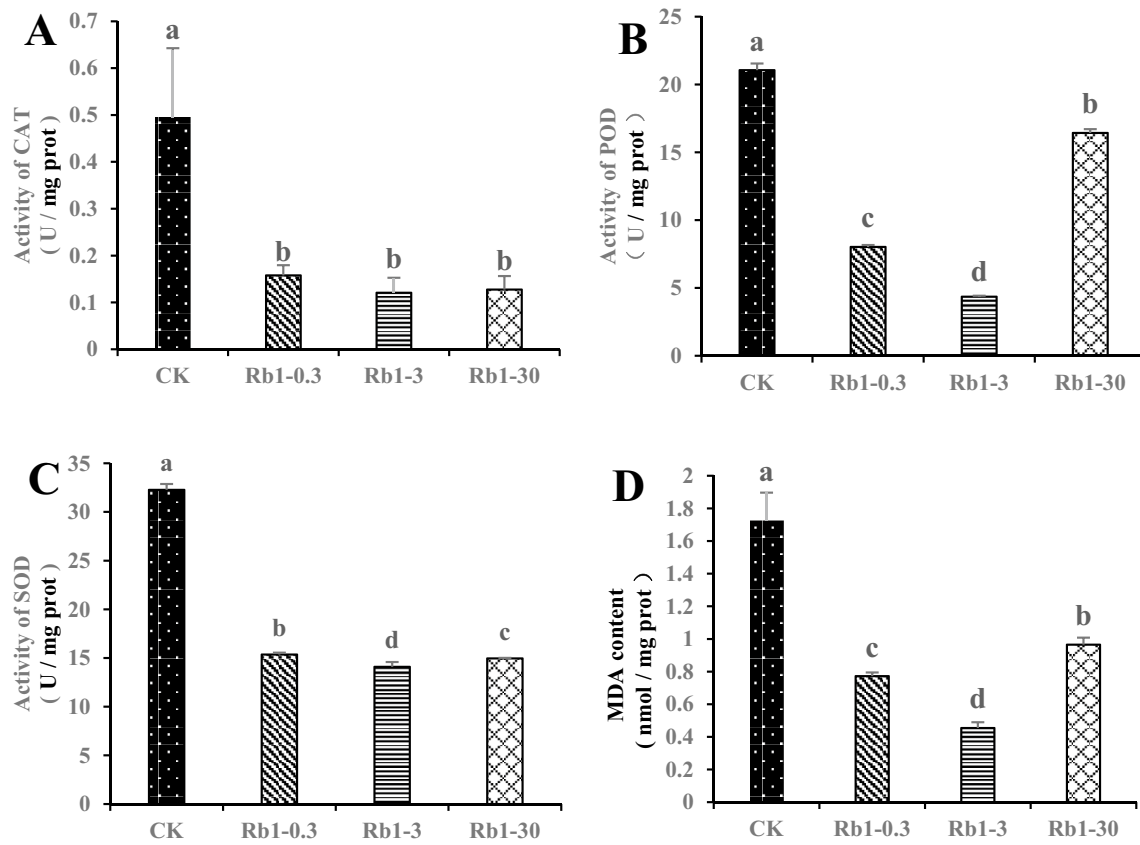 A
Activity of CAT
( U / mg prot )
0.7
0.6
0.5
0.4
0.3
0.2
0.1
0
a
b
b
b
CK
Rb1-0.3
Rb1-3
Rb1-30
B
Activity of POD
( U / mg prot )
25
20
15
10
5
0
a
c
d
b
CK
Rb1-0.3
Rb1-3
Rb1-30
C
Activity of SOD
( U / mg prot )
35
30
25
20
15
10
5
0
a
b
d
c
CK
Rb1-0.3
Rb1-3
Rb1-30
D
MDA content
( nmol / mg prot )
2
1.8
1.6
1.4
1.2
1
0.8
0.6
0.4
0.2
0
a
c
d
b
CK
Rb1-0.3
Rb1-3
Rb1-30